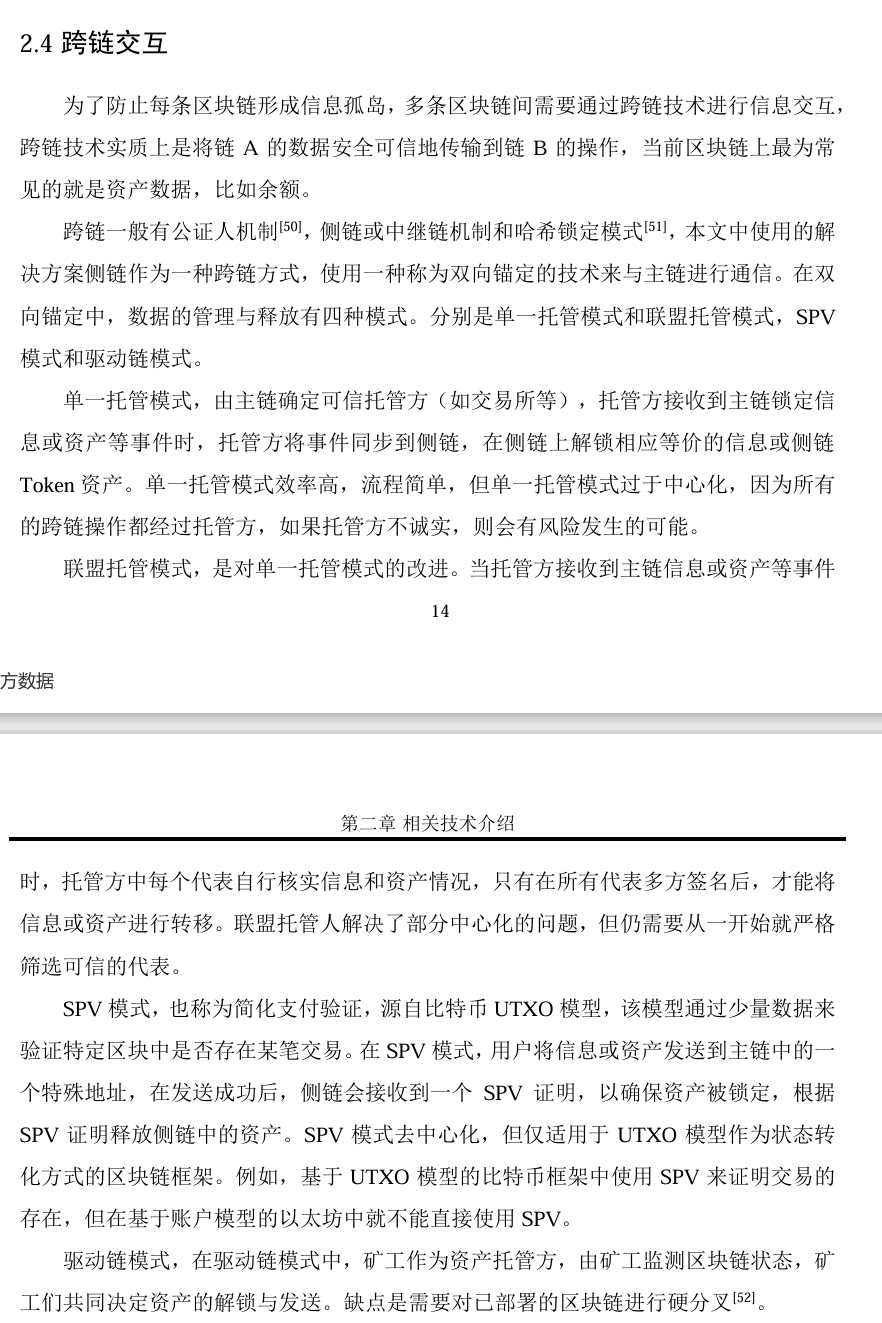 2.4 跨链交互
为了防止每条区块链形成信息孤岛，多条区块链间需要通过跨链技术进行信息交互，
跨链技术实质上是将链 A 的数据安全可信地传输到链 B 的操作，当前区块链上最为常
见的就是资产数据，比如余额。
跨链一般有公证人机制[50]，侧链或中继链机制和哈希锁定模式[51]，本文中使用的解
决方案侧链作为一种跨链方式，使用一种称为双向锚定的技术来与主链进行通信。在双
向锚定中，数据的管理与释放有四种模式。分别是单一托管模式和联盟托管模式，SPV
模式和驱动链模式。
单一托管模式，由主链确定可信托管方（如交易所等），托管方接收到主链锁定信
息或资产等事件时，托管方将事件同步到侧链，在侧链上解锁相应等价的信息或侧链
Token 资产。单一托管模式效率高，流程简单，但单一托管模式过于中心化，因为所有
的跨链操作都经过托管方，如果托管方不诚实，则会有风险发生的可能。
联盟托管模式，是对单一托管模式的改进。当托管方接收到主链信息或资产等事件
14
方数据
第二章 相关技术介绍
时，托管方中每个代表自行核实信息和资产情况，只有在所有代表多方签名后，才能将
信息或资产进行转移。联盟托管人解决了部分中心化的问题，但仍需要从一开始就严格
筛选可信的代表。
SPV 模式，也称为简化支付验证，源自比特币 UTXO 模型，该模型通过少量数据来
验证特定区块中是否存在某笔交易。在 SPV 模式，用户将信息或资产发送到主链中的一
个特殊地址，在发送成功后，侧链会接收到一个 SPV 证明，以确保资产被锁定，根据
SPV 证明释放侧链中的资产。SPV 模式去中心化，但仅适用于 UTXO 模型作为状态转
化方式的区块链框架。例如，基于 UTXO 模型的比特币框架中使用 SPV 来证明交易的
存在，但在基于账户模型的以太坊中就不能直接使用 SPV。
驱动链模式，在驱动链模式中，矿工作为资产托管方，由矿工监测区块链状态，矿
工们共同决定资产的解锁与发送。缺点是需要对已部署的区块链进行硬分叉[52]。